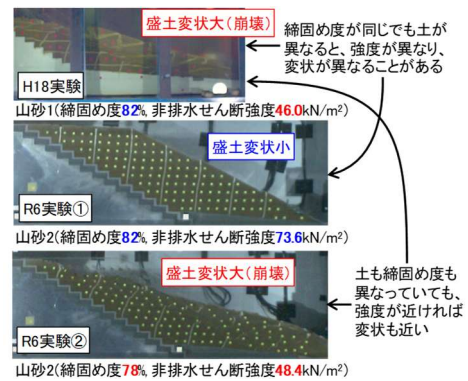 盛土変状大(崩壊)
H18実験
山砂1(締固め度82%, 非排水せん断強度46.0kN/m²)
盛土変状小
R6実験①
山砂2(締固め度82%, 非排水せん断強度73.6kN/m²)
盛土変状大(崩壊)
R6実験②
山砂2(締固め度78%, 非排水せん断強度48.4kN/m²)
締固め度が同じでも土が
異なると、強度が異なり、
変状が異なることがある
土も締固め度も
異なっていても、
強度が近ければ
変状も近い